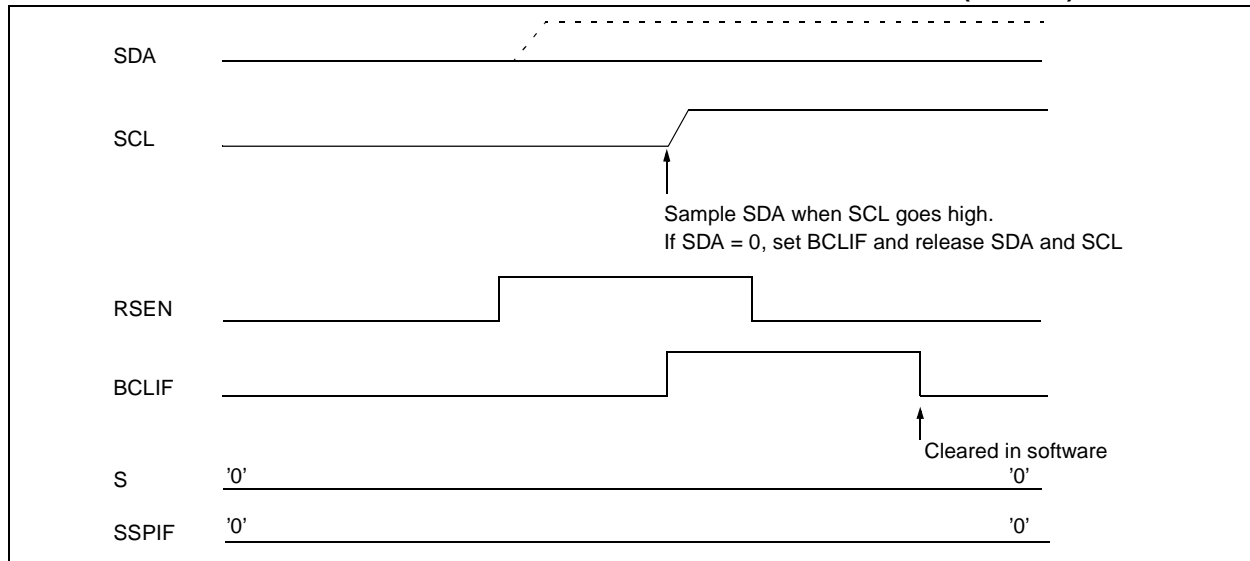 SDA
SCL
Sample SDA when SCL goes high.
If SDA = 0, set BCLIF and release SDA and SCL
RSEN
BCLIF
Cleared in software
S '0' '0'
SSPIF '0' '0'